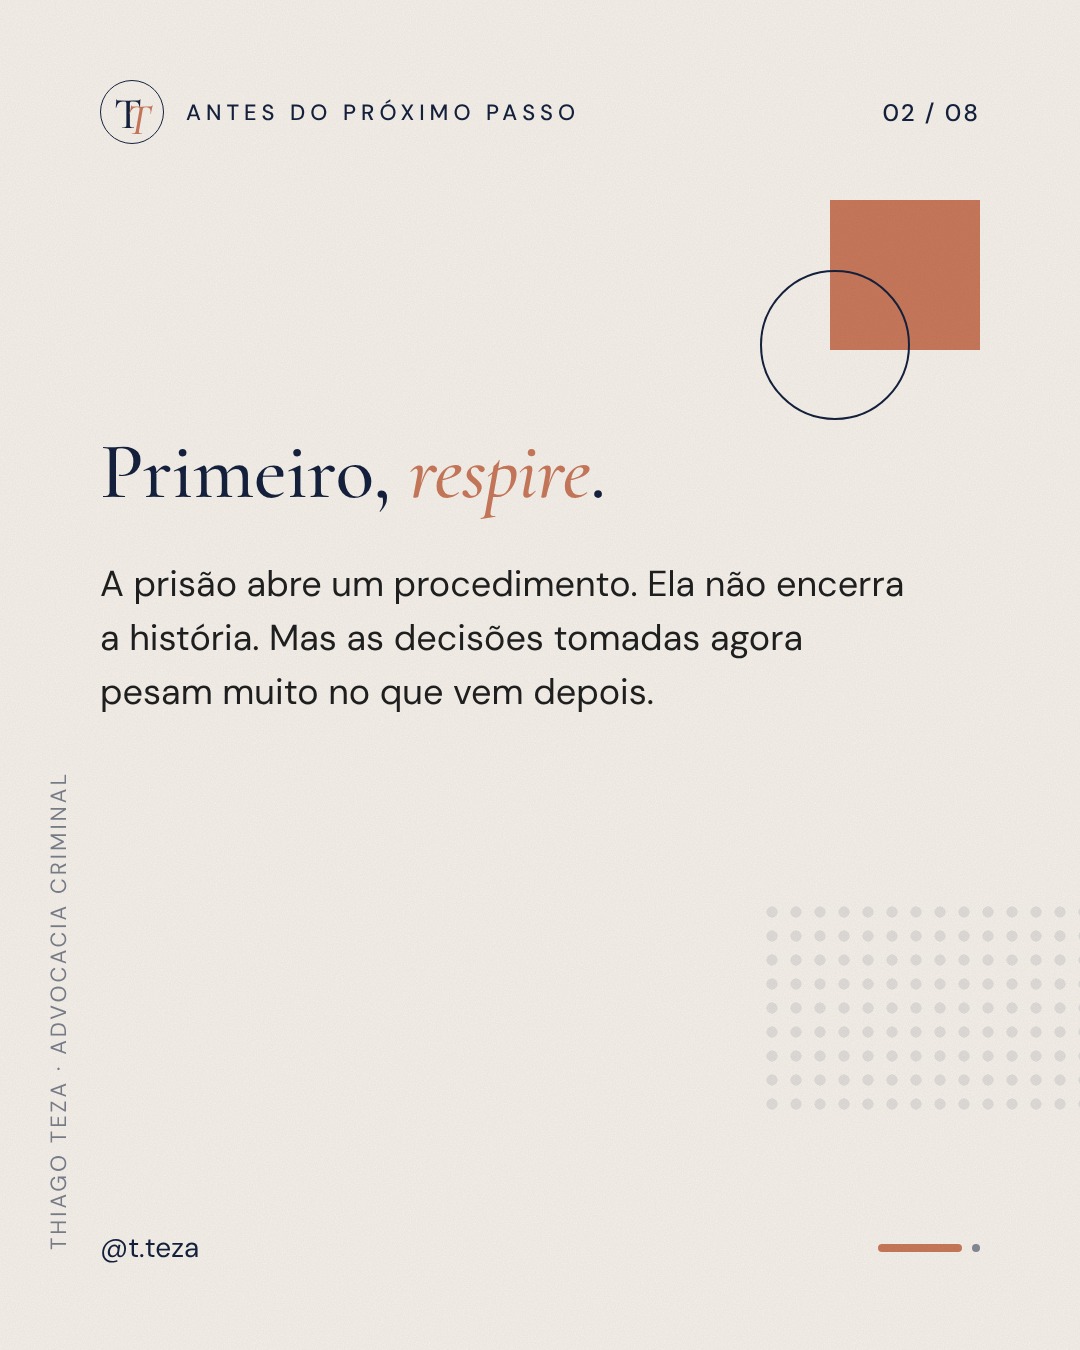 TT
ANTES DO PRÓXIMO PASSO
02 / 08
Primeiro, respire.
A prisão abre um procedimento. Ela não encerra
a história. Mas as decisões tomadas agora
pesam muito no que vem depois.
THIAGO TEZA · ADVOCACIA CRIMINAL
@t.teza